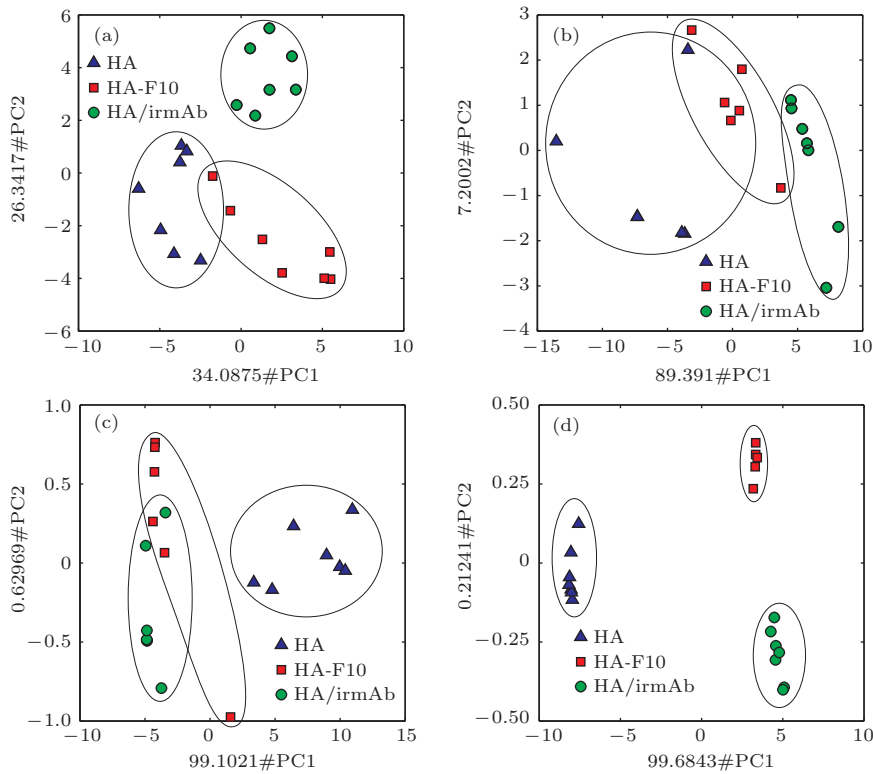 (a)
HA
HA-F10
HA/irmAb
6
4
2
0
−2
−4
−6
−10
−5
0
5
10
26.3417#PC2
34.0875#PC1
(b)
HA
HA-F10
HA/irmAb
3
2
1
0
−1
−2
−3
−4
−15
−10
−5
0
5
10
7.2002#PC2
89.391#PC1
(c)
HA
HA-F10
HA/irmAb
1.0
0.5
0
−0.5
−1.0
−10
−5
0
5
10
15
0.62969#PC2
99.1021#PC1
(d)
HA
HA-F10
HA/irmAb
0.50
0.25
0
−0.25
−0.50
−10
−5
0
5
10
0.21241#PC2
99.6843#PC1